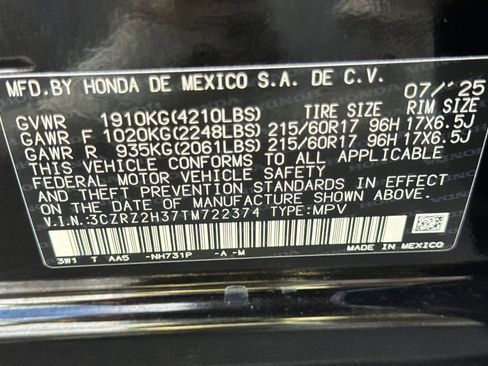 MFD.BY HONDA DE MEXICO S.A. DE C.V. 07/'25
GVWR 1910KG(4210LBS) TIRE SIZE RIM SIZE
GAWR F 1020KG(2248LBS) 215/60R17 96H 17X6.5J
GAWR R 935KG(2061LBS) 215/60R17 96H 17X6.5J
THIS VEHICLE CONFORMS TO ALL APPLICABLE
FEDERAL MOTOR VEHICLE SAFETY
AND THEFT PREVENTION STANDARDS IN EFFECT
ON THE DATE OF MANUFACTURE SHOWN ABOVE.
V.I.N.:3CZRZ2H37TM722374 TYPE:MPV
MADE IN MEXICO
3W1 T AA5 -NH731P -A -M